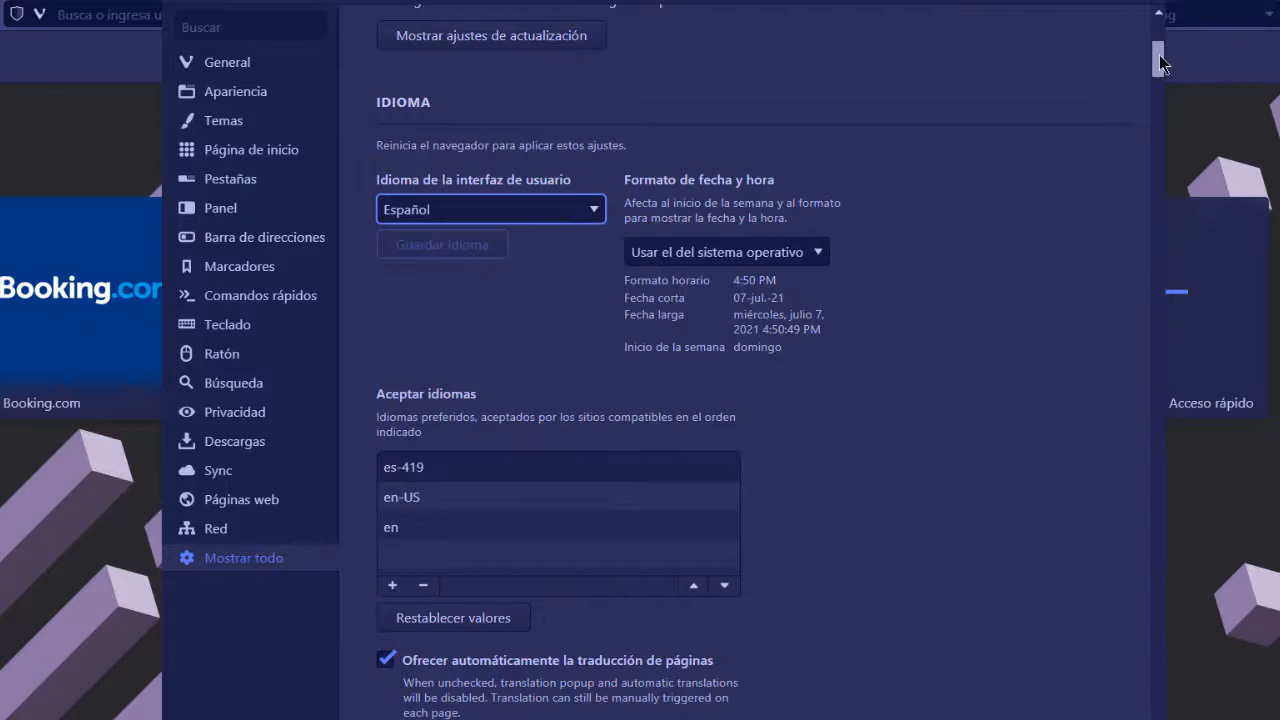 Busca o ingresa u
Buscar
General
Apariencia
Temas
Página de inicio
Pestañas
Panel
Barra de direcciones
Marcadores
Comandos rápidos
Teclado
Ratón
Búsqueda
Privacidad
Descargas
Sync
Páginas web
Red
Mostrar todo
Mostrar ajustes de actualización
IDIOMA
Reinicia el navegador para aplicar estos ajustes.
Idioma de la interfaz de usuario
Español
Guardar idioma
Formato de fecha y hora
Afecta al inicio de la semana y al formato
para mostrar la fecha y la hora.
Usar el del sistema operativo
Formato horario 4:50 PM
Fecha corta 07-jul.-21
Fecha larga miércoles, julio 7,
2021 4:50:49 PM
Inicio de la semana domingo
Aceptar idiomas
Idiomas preferidos, aceptados por los sitios compatibles en el orden
indicado
es-419
en-US
en
Restablecer valores
Ofrecer automáticamente la traducción de páginas
When unchecked, translation popup and automatic translations
will be disabled. Translation can still be manually triggered on
each page.
Booking.com
Booking.com
Acceso rápido